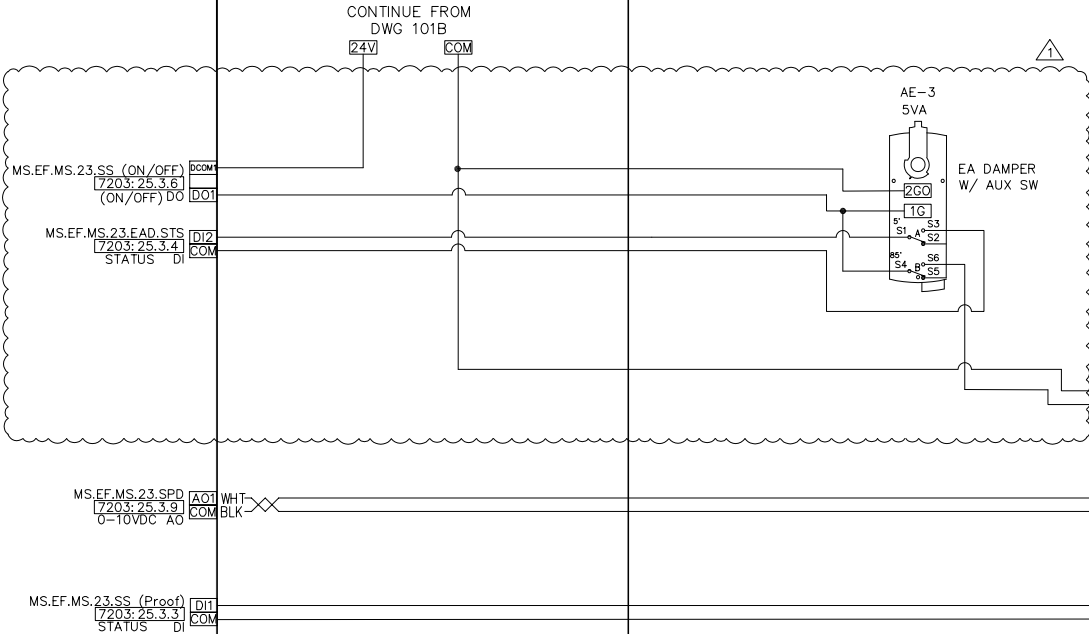 CONTINUE FROM
DWG 101B
24V
COM
1
AE-3
5VA
MS.EF.MS.23.SS (ON/OFF) DCOM1
7203: 25.3.6
(ON/OFF) DO DO1
EA DAMPER
W/ AUX SW
2GO
1G
MS.EF.MS.23.EAD.STS DI2
7203: 25.3.4 COM
STATUS DI
5'
S1 A S3
S2
85'
S4 B S6
S5
MS.EF.MS.23.SPD AO1 WHT
7203: 25.3.9 COM BLK
0-10VDC AO
MS.EF.MS.23.SS (Proof) DI1
7203: 25.3.3 COM
STATUS DI